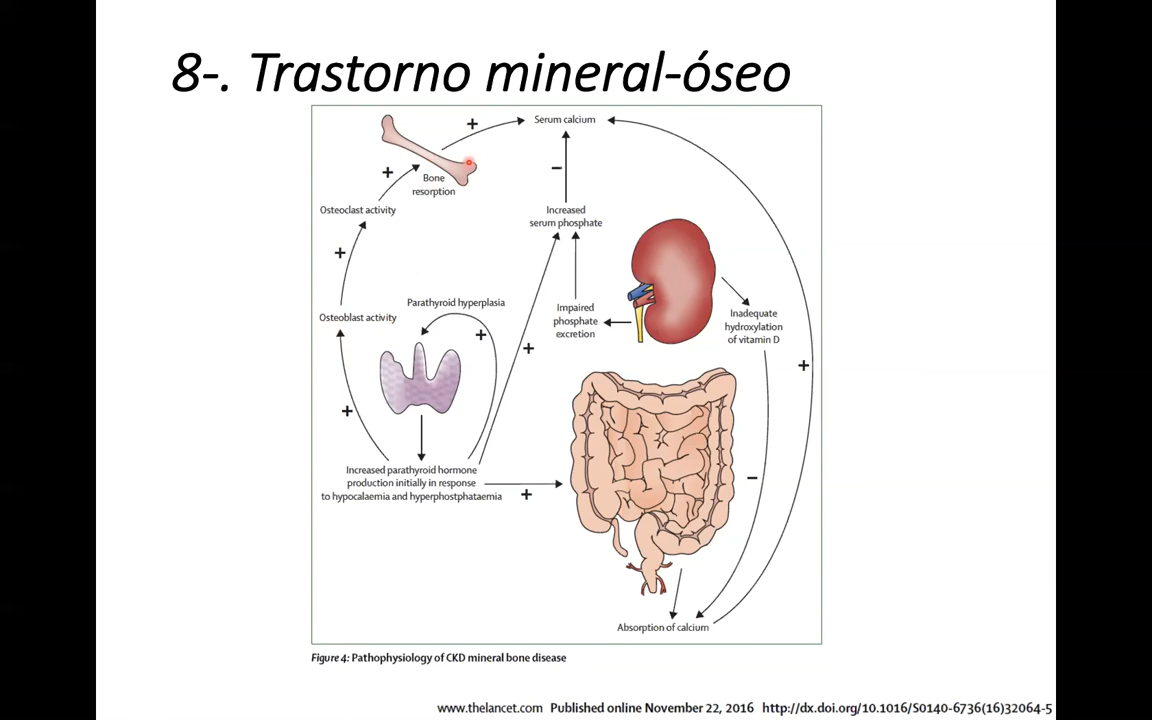 8-. Trastorno mineral-óseo
Serum calcium
+
+
Bone
resorption
–
Osteoclast activity
Increased
serum phosphate
+
Parathyroid hyperplasia
Osteoblast activity
+
Impaired
phosphate
excretion
Inadequate
hydroxylation
of vitamin D
+
+
+
Increased parathyroid hormone
production initially in response
to hypocalaemia and hyperphostphataemia
+
–
Absorption of calcium
Figure 4: Pathophysiology of CKD mineral bone disease
www.thelancet.com Published online November 22, 2016 http://dx.doi.org/10.1016/S0140-6736(16)32064-5